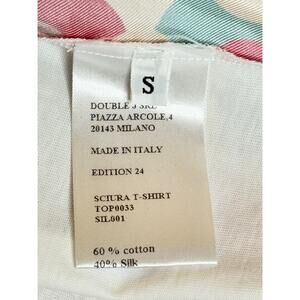 S
DOUBLE J SRL
PIAZZA ARCOLE,4
20143 MILANO
MADE IN ITALY
EDITION 24
SCIURA T-SHIRT
TOP0033
SIL001
60 % cotton
40% Silk